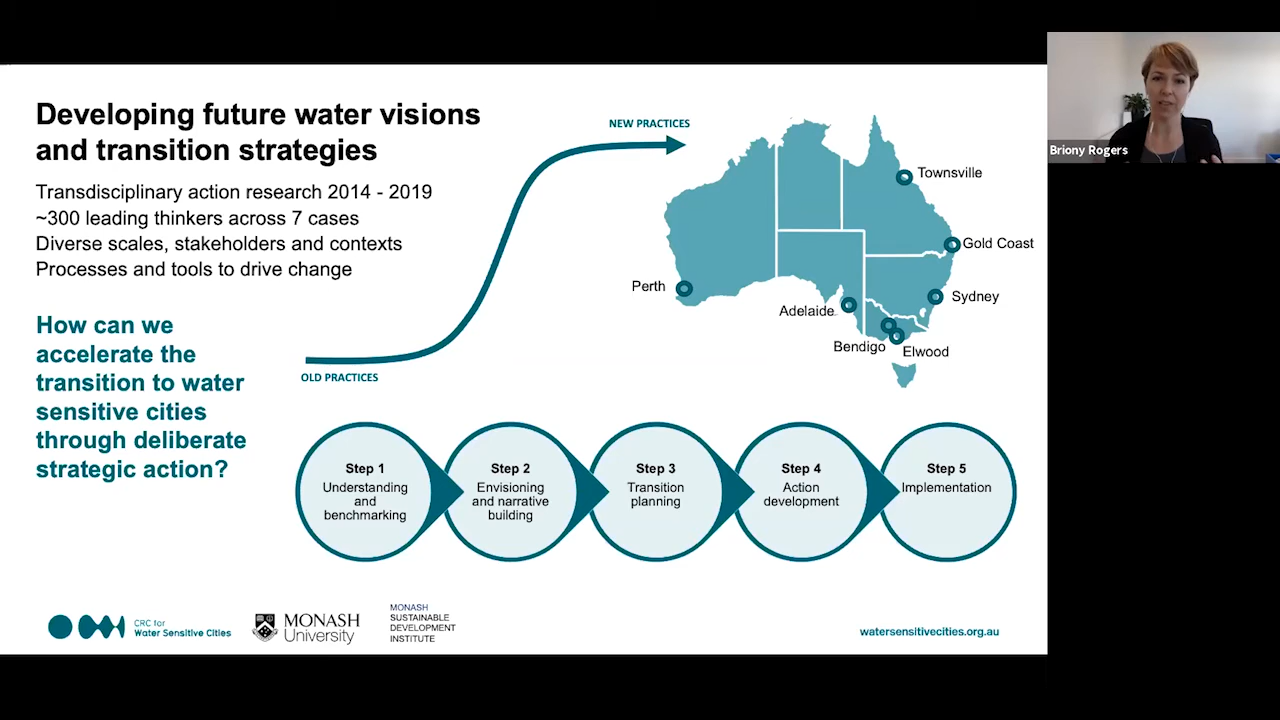 Developing future water visions
and transition strategies
Transdisciplinary action research 2014 - 2019
~300 leading thinkers across 7 cases
Diverse scales, stakeholders and contexts
Processes and tools to drive change
How can we
accelerate the
transition to water
sensitive cities
through deliberate
strategic action?
NEW PRACTICES
OLD PRACTICES
Townsville
Gold Coast
Perth
Sydney
Adelaide
Bendigo
Elwood
Step 1
Understanding
and
benchmarking
Step 2
Envisioning
and narrative
building
Step 3
Transition
planning
Step 4
Action
development
Step 5
Implementation
CRC for
Water Sensitive Cities
MONASH
University
MONASH
SUSTAINABLE
DEVELOPMENT
INSTITUTE
watersensitivecities.org.au
Briony Rogers